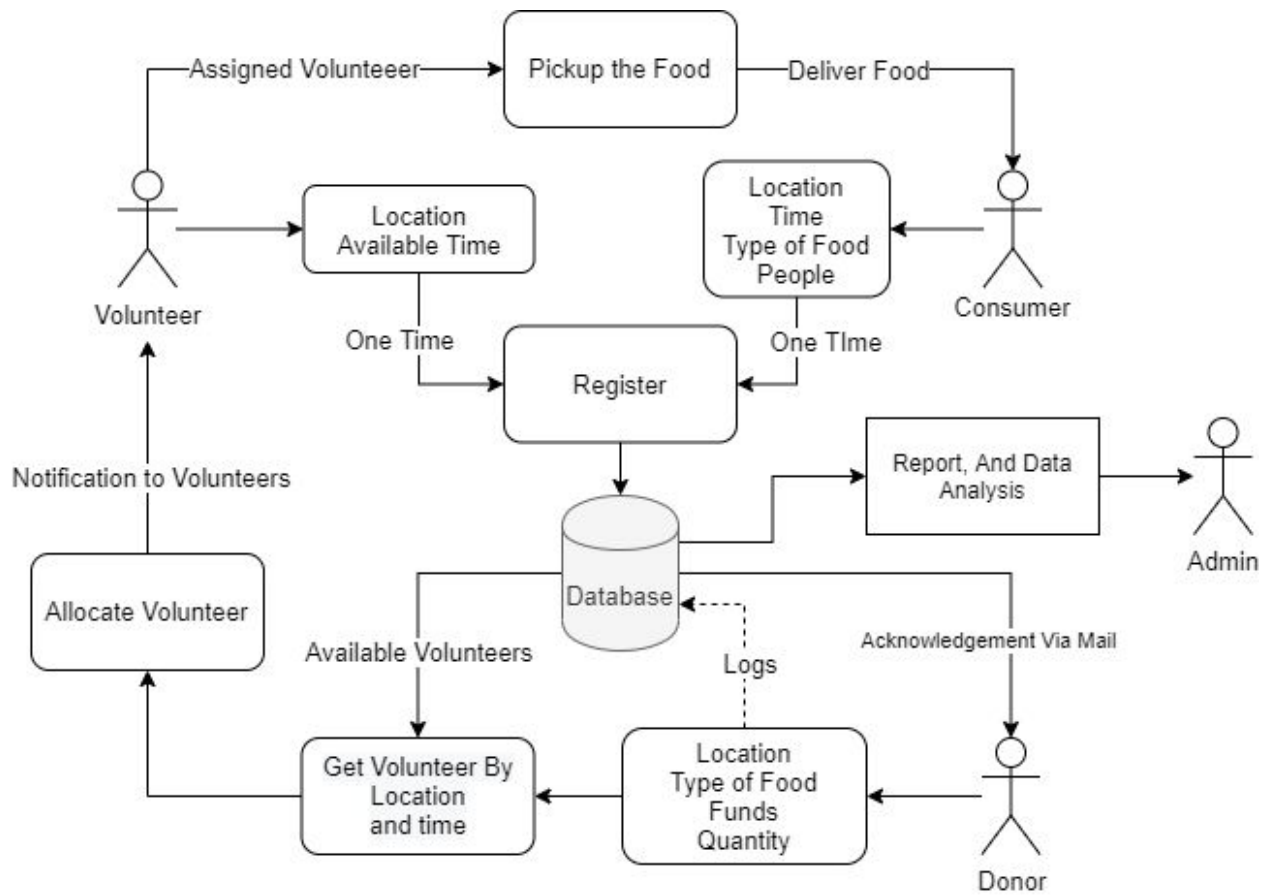 Assigned Volunteeer
Pickup the Food
Deliver Food
Location
Available Time
Location
Time
Type of Food
People
Volunteer
Consumer
One Time
One TIme
Register
Notification to Volunteers
Report, And Data
Analysis
Admin
Allocate Volunteer
Database
Available Volunteers
Logs
Acknowledgement Via Mail
Get Volunteer By
Location
and time
Location
Type of Food
Funds
Quantity
Donor